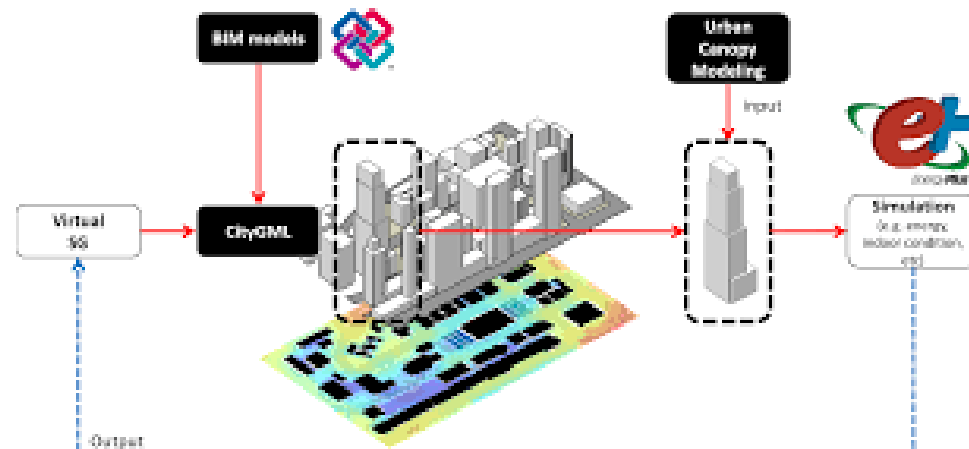 BIM models
Urban
Canopy
Modeling
Input
Virtual
SG
CityGML
Simulation
(e.g. energy,
indoor condition,
etc)
Output